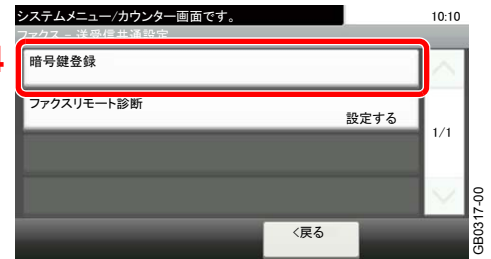 システムメニュー/カウンター画面です。
10:10
ファクス - 送受信共通設定
4
暗号鍵登録
ファクスリモート診断
設定する
1/1
<戻る
GB0317-00